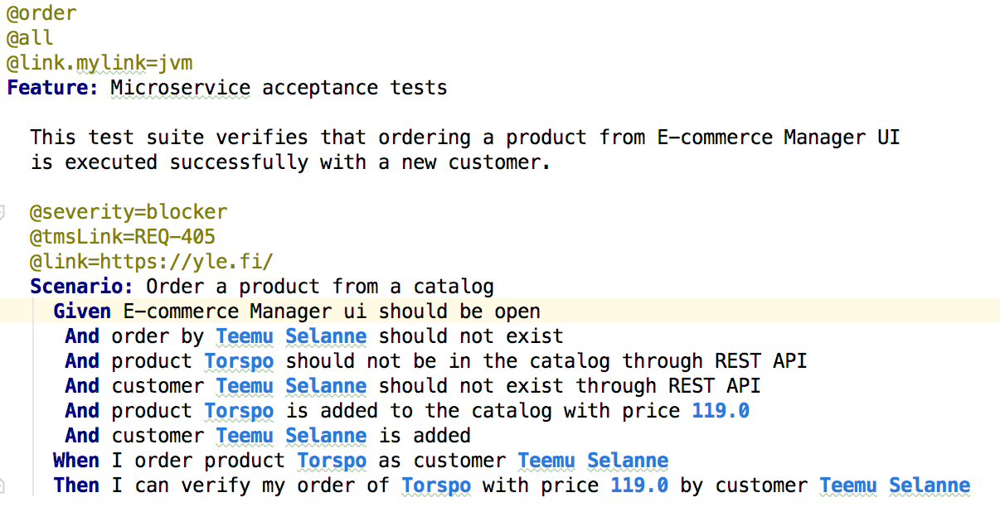 @order
@all
@link.mylink=jvm
Feature: Microservice acceptance tests
This test suite verifies that ordering a product from E-commerce Manager UI
is executed successfully with a new customer.
@severity=blocker
@tmsLink=REQ-405
@link=https://yle.fi/
Scenario: Order a product from a catalog
Given E-commerce Manager ui should be open
And order by Teemu Selanne should not exist
And product Torspo should not be in the catalog through REST API
And customer Teemu Selanne should not exist through REST API
And product Torspo is added to the catalog with price 119.0
And customer Teemu Selanne is added
When I order product Torspo as customer Teemu Selanne
Then I can verify my order of Torspo with price 119.0 by customer Teemu Selanne